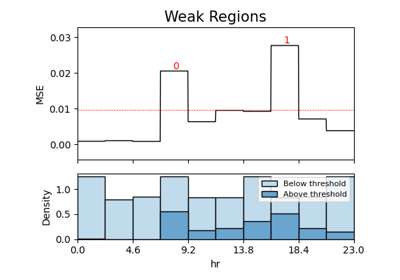 Weak Regions
0.03
0.02
0.01
0.00
MSE
0
1
1.0
0.5
0.0
Density
Below threshold
Above threshold
0.0 4.6 9.2 13.8 18.4 23.0
hr